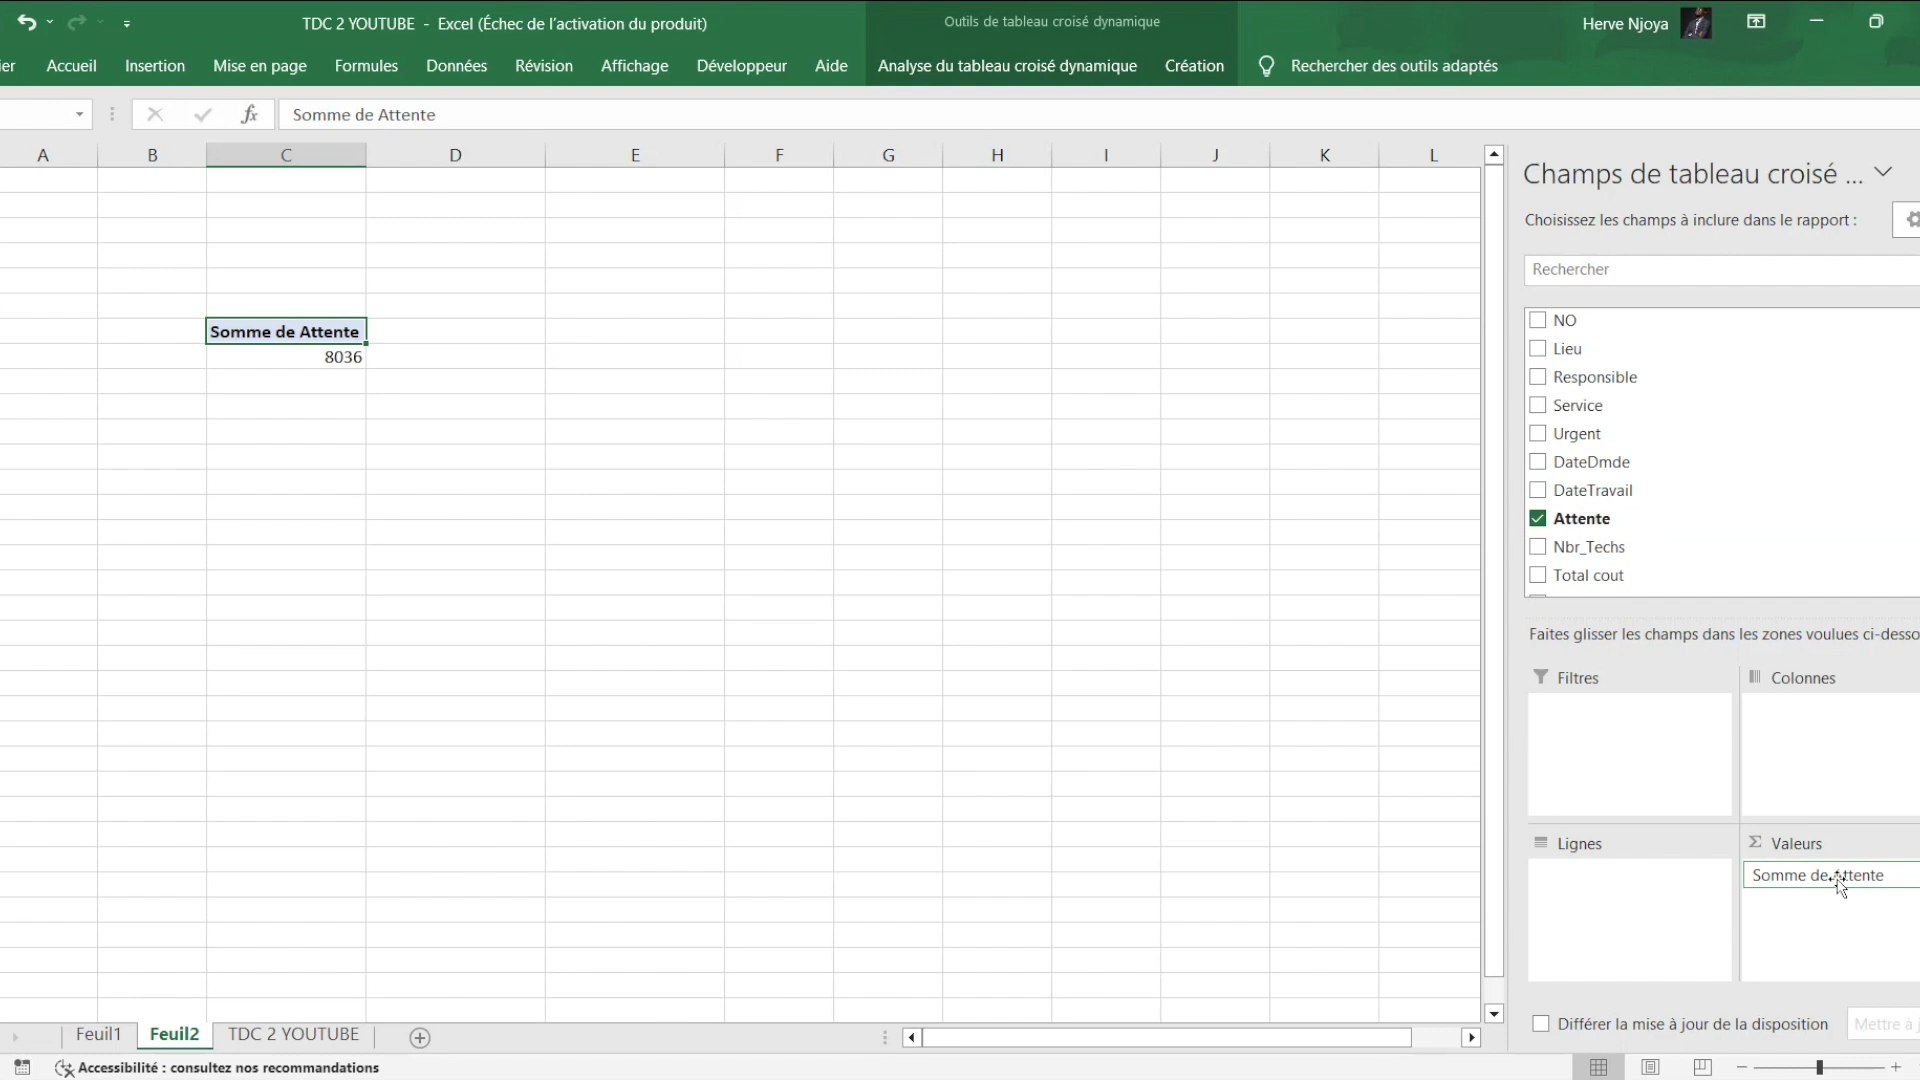 TDC 2 YOUTUBE - Excel (Échec de l'activation du produit)
Outils de tableau croisé dynamique
Herve Njoya
ier Accueil Insertion Mise en page Formules Données Révision Affichage Développeur Aide Analyse du tableau croisé dynamique Création Rechercher des outils adaptés
fx Somme de Attente
A B C D E F G H I J K L
Somme de Attente
8036
Champs de tableau croisé ...
Choisissez les champs à inclure dans le rapport :
Rechercher
NO
Lieu
Responsible
Service
Urgent
DateDmde
DateTravail
Attente
Nbr_Techs
Total cout
Faites glisser les champs dans les zones voulues ci-desso
Filtres
Colonnes
Lignes
Σ Valeurs
Somme de Attente
Différer la mise à jour de la disposition
Mettre à j
Feuil1 Feuil2 TDC 2 YOUTUBE
Accessibilité : consultez nos recommandations